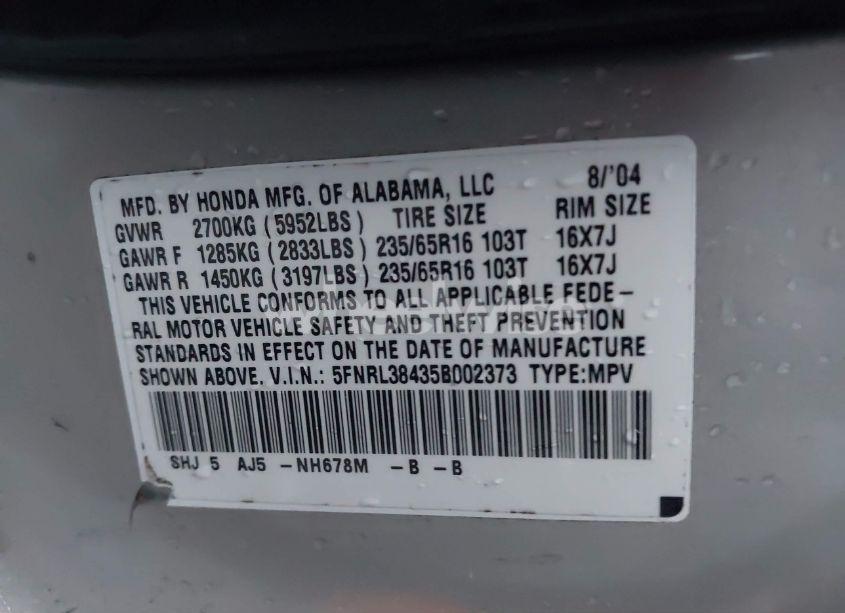 MFD. BY HONDA MFG. OF ALABAMA, LLC 8/'04
GVWR 2700KG (5952LBS) TIRE SIZE RIM SIZE
GAWR F 1285KG (2833LBS) 235/65R16 103T 16X7J
GAWR R 1450KG (3197LBS) 235/65R16 103T 16X7J
THIS VEHICLE CONFORMS TO ALL APPLICABLE FEDE-
RAL MOTOR VEHICLE SAFETY AND THEFT PREVENTION
STANDARDS IN EFFECT ON THE DATE OF MANUFACTURE
SHOWN ABOVE. V.I.N.: 5FNRL38435B002373 TYPE:MPV
SHJ 5 AJ5 -NH678M -B -B